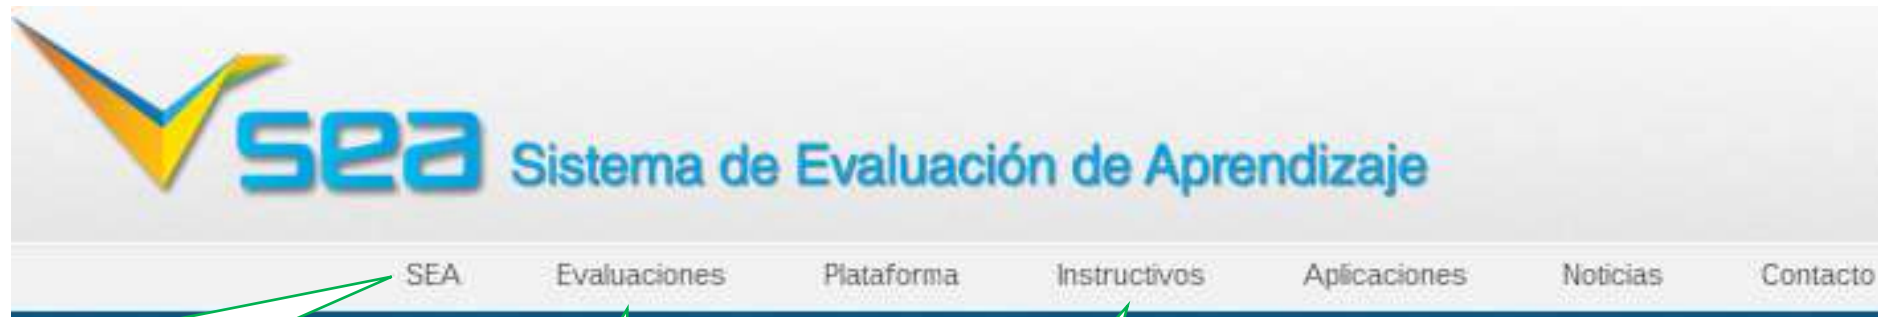 sea Sistema de Evaluación de Aprendizaje
SEA Evaluaciones Plataforma Instructivos Aplicaciones Noticias Contacto